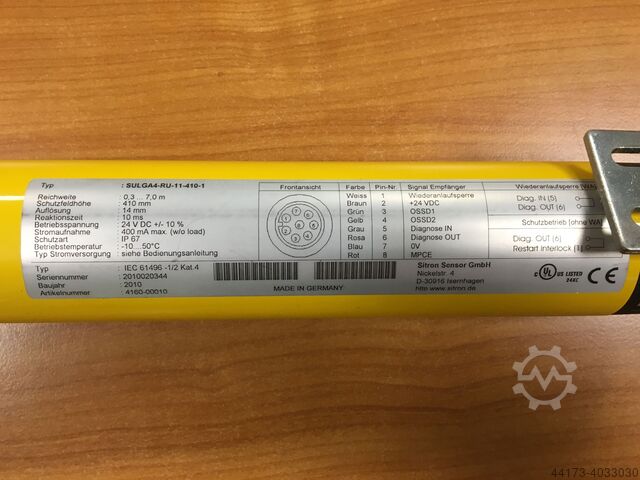 Typ : SULGA4-RU-11-410-1
Reichweite : 0,3 ... 7,0 m
Schutzfeldhöhe : 410 mm
Auflösung : 14 mm
Reaktionszeit : 10 ms
Betriebsspannung : 24 V DC +/- 10 %
Stromaufnahme : 400 mA max. (w/o load)
Schutzart : IP 67
Betriebstemperatur : -10 ...50°C
Typ Stromversorgung : siehe Bedienungsanleitung
Frontansicht
Farbe Pin-Nr Signal Empfänger
Weiss 1 Wiederanlaufsperre
Braun 2 +24 VDC
Grün 3 OSSD1
Gelb 4 OSSD2
Grau 5 Diagnose IN
Rosa 6 Diagnose OUT
Blau 7 0V
Rot 8 MPCE
Wiederanlaufsperre [WA]
Diag. IN (5)
Diag. OUT (6)
Schutzbetrieb [ohne WA]
Diag. OUT (6)
Restart interlock (1)
Typ : IEC 61496 -1/2 Kat.4
Seriennummer : 2010020344
Baujahr : 2010
Artikelnummer : 4160-00010
MADE IN GERMANY
Sitron Sensor GmbH
Nickelstr. 4
D-30916 Isernhagen
http:www.sitron.de
C UL US LISTED
24XC
CE
44173-4033030